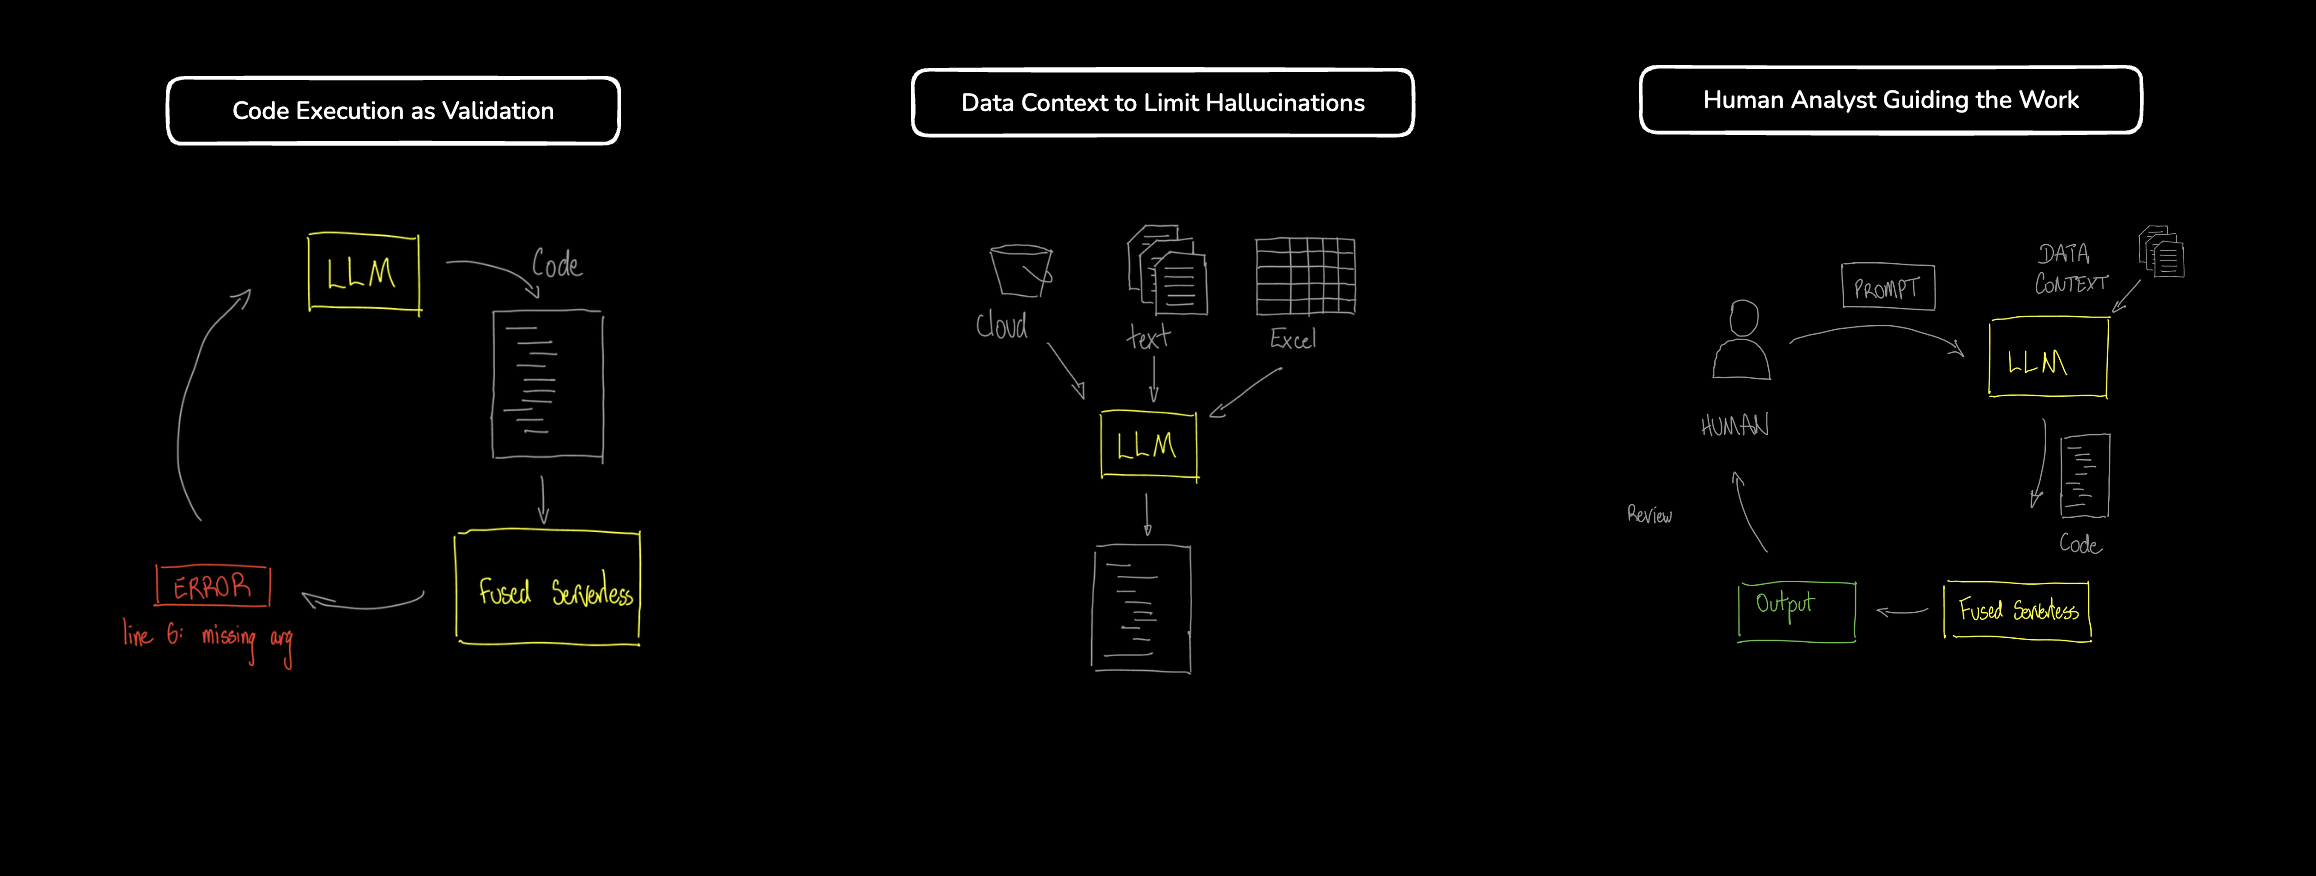 Code Execution as Validation
LLM
Code
Fused Serverless
ERROR
line 6: missing arg
Data Context to Limit Hallucinations
Cloud
text
Excel
LLM
Human Analyst Guiding the Work
HUMAN
PROMPT
DATA
CONTEXT
LLM
Code
Fused Serverless
Output
Review